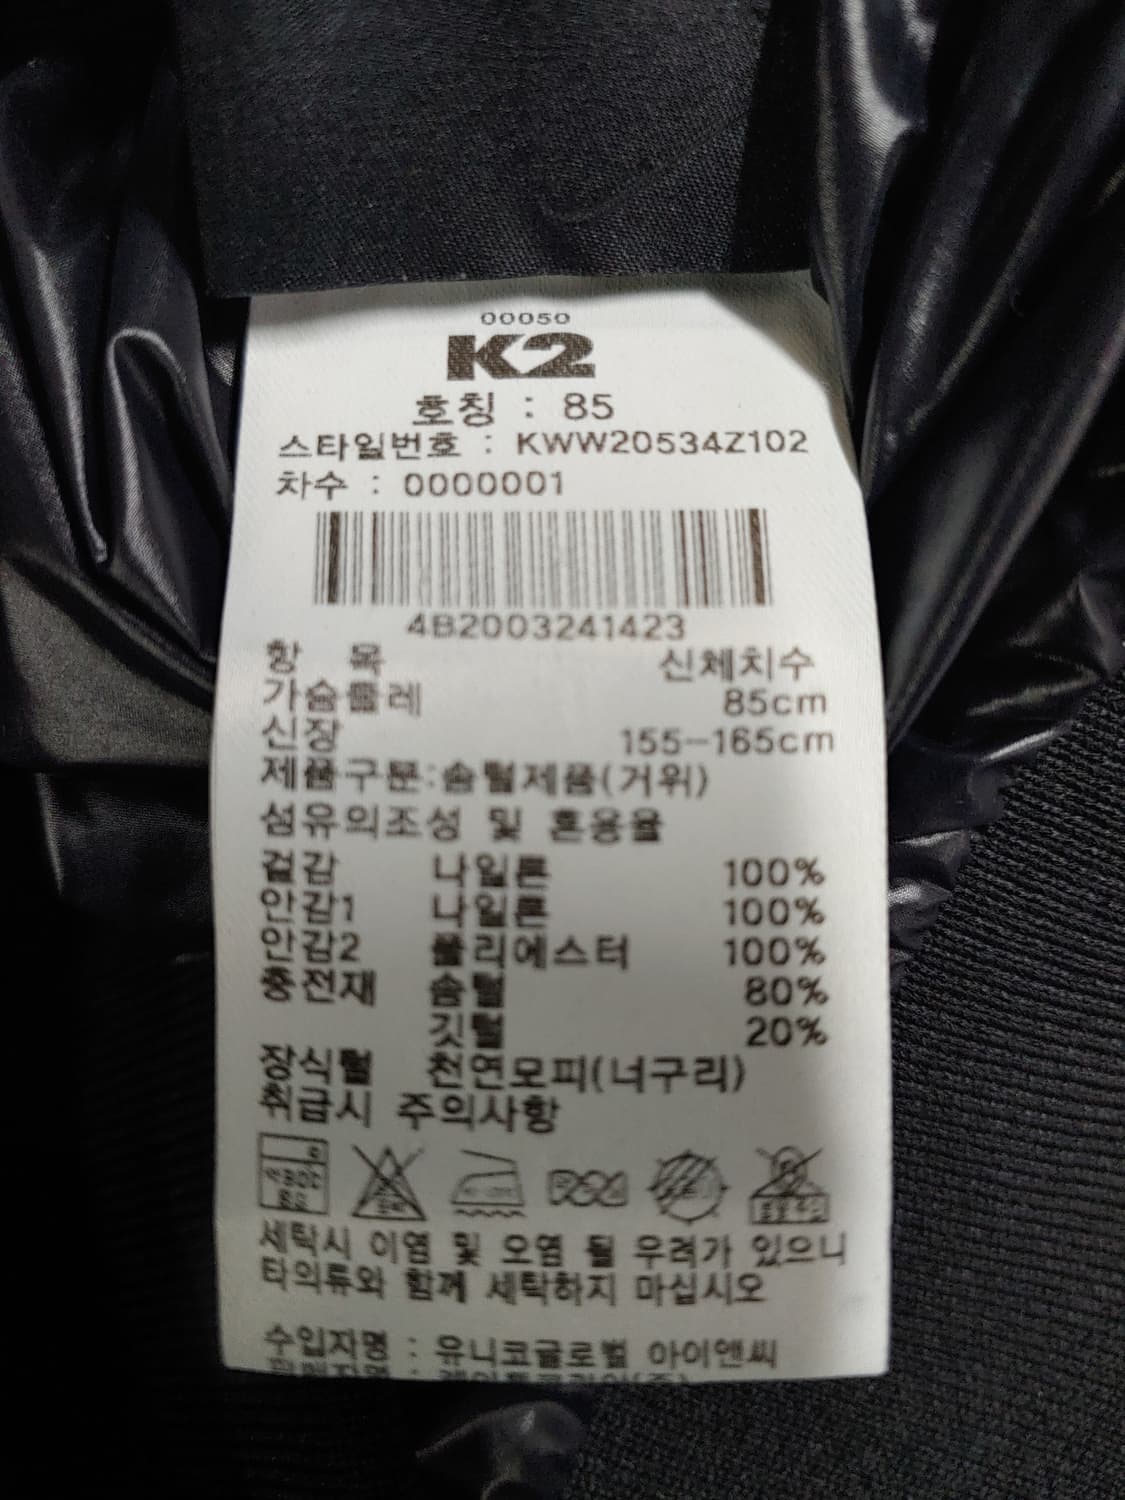 00050
K2
호칭 : 85
스타일번호 : KWW20534Z102
차수 : 0000001
4B2003241423
항 목 신체치수
가슴둘레 85cm
신장 155-165cm
제품구분:솜털제품(거위)
섬유의조성 및 혼용율
겉감 나일론 100%
안감1 나일론 100%
안감2 폴리에스터 100%
충전재 솜털 80%
깃털 20%
장식털 천연모피(너구리)
취급시 주의사항
세탁시 이염 및 오염 될 우려가 있으니
타의류와 함께 세탁하지 마십시오
수입자명 : 유니코글로벌 아이앤씨